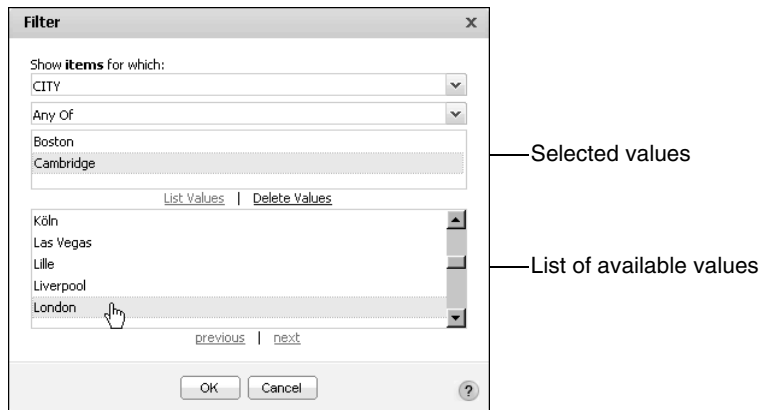 Filter x
Show items for which:
CITY
Any Of
Boston
Cambridge
Selected values
List Values | Delete Values
Köln
Las Vegas
Lille
List of available values
Liverpool
London
previous | next
OK Cancel ?